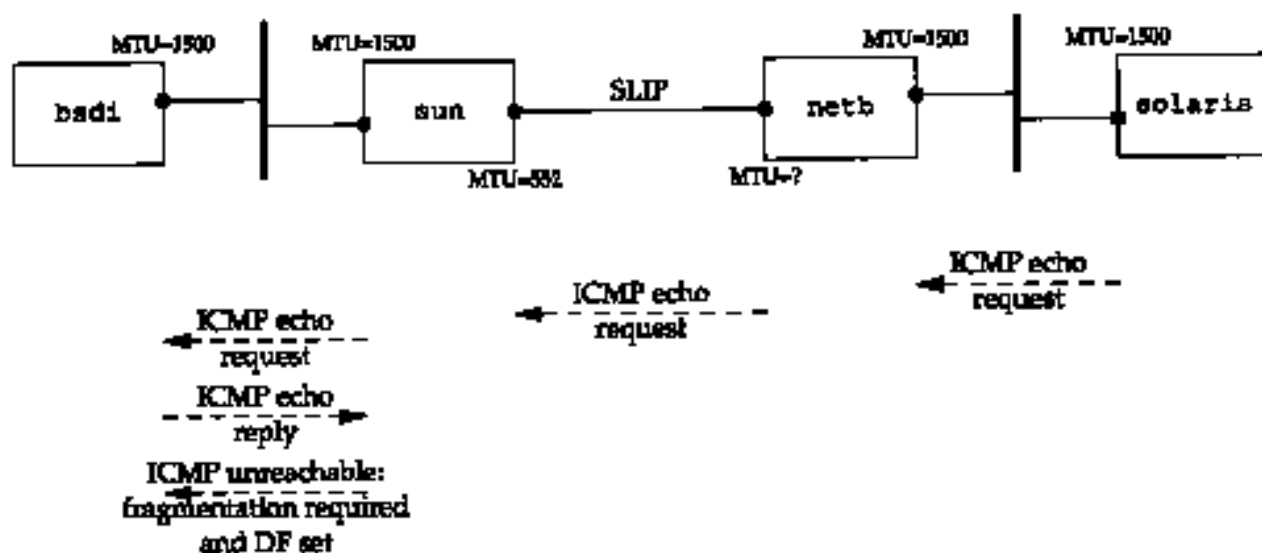 MTU=1500 MTU=1500 MTU=1500 MTU=1500
bsdi sun SLIP netb solaris
MTU=552 MTU=?
ICMP echo
request
ICMP echo
request
ICMP echo
request
ICMP echo
reply
ICMP unreachable:
fragmentation required
and DF set